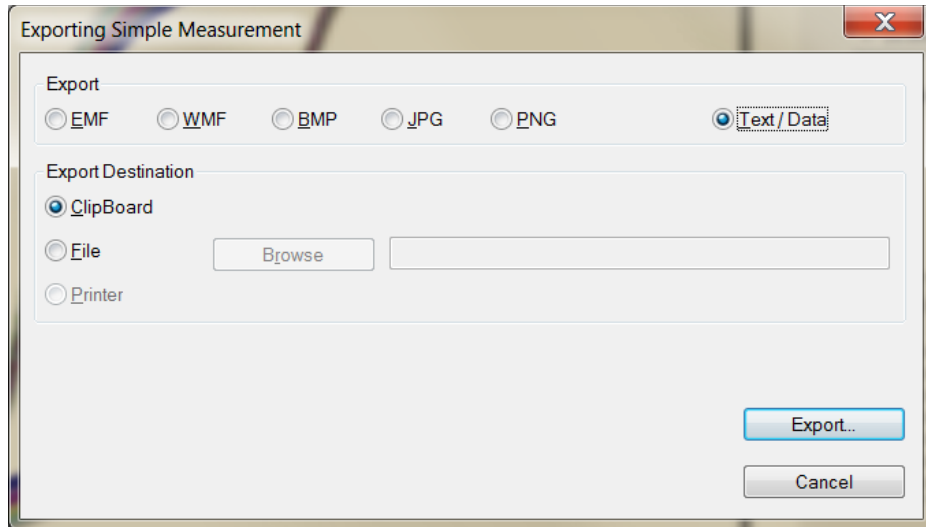 Exporting Simple Measurement
X
Export
EMF WMF BMP JPG PNG Text / Data
Export Destination
ClipBoard
File Browse
Printer
Export...
Cancel